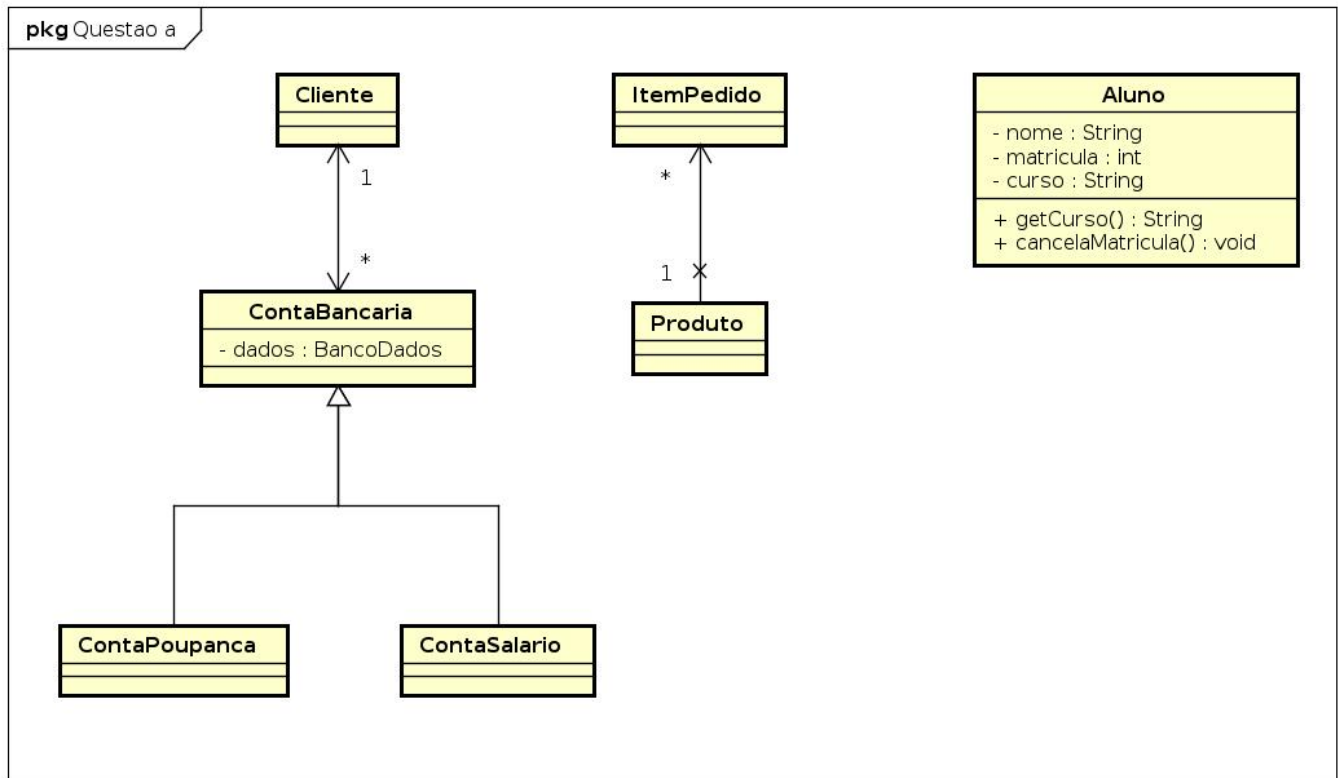 pkg Questao a
Cliente
1
*
ContaBancaria
- dados : BancoDados
ContaPoupanca
ContaSalario
ItemPedido
*
1
Produto
Aluno
- nome : String
- matricula : int
- curso : String
+ getCurso() : String
+ cancelaMatricula() : void